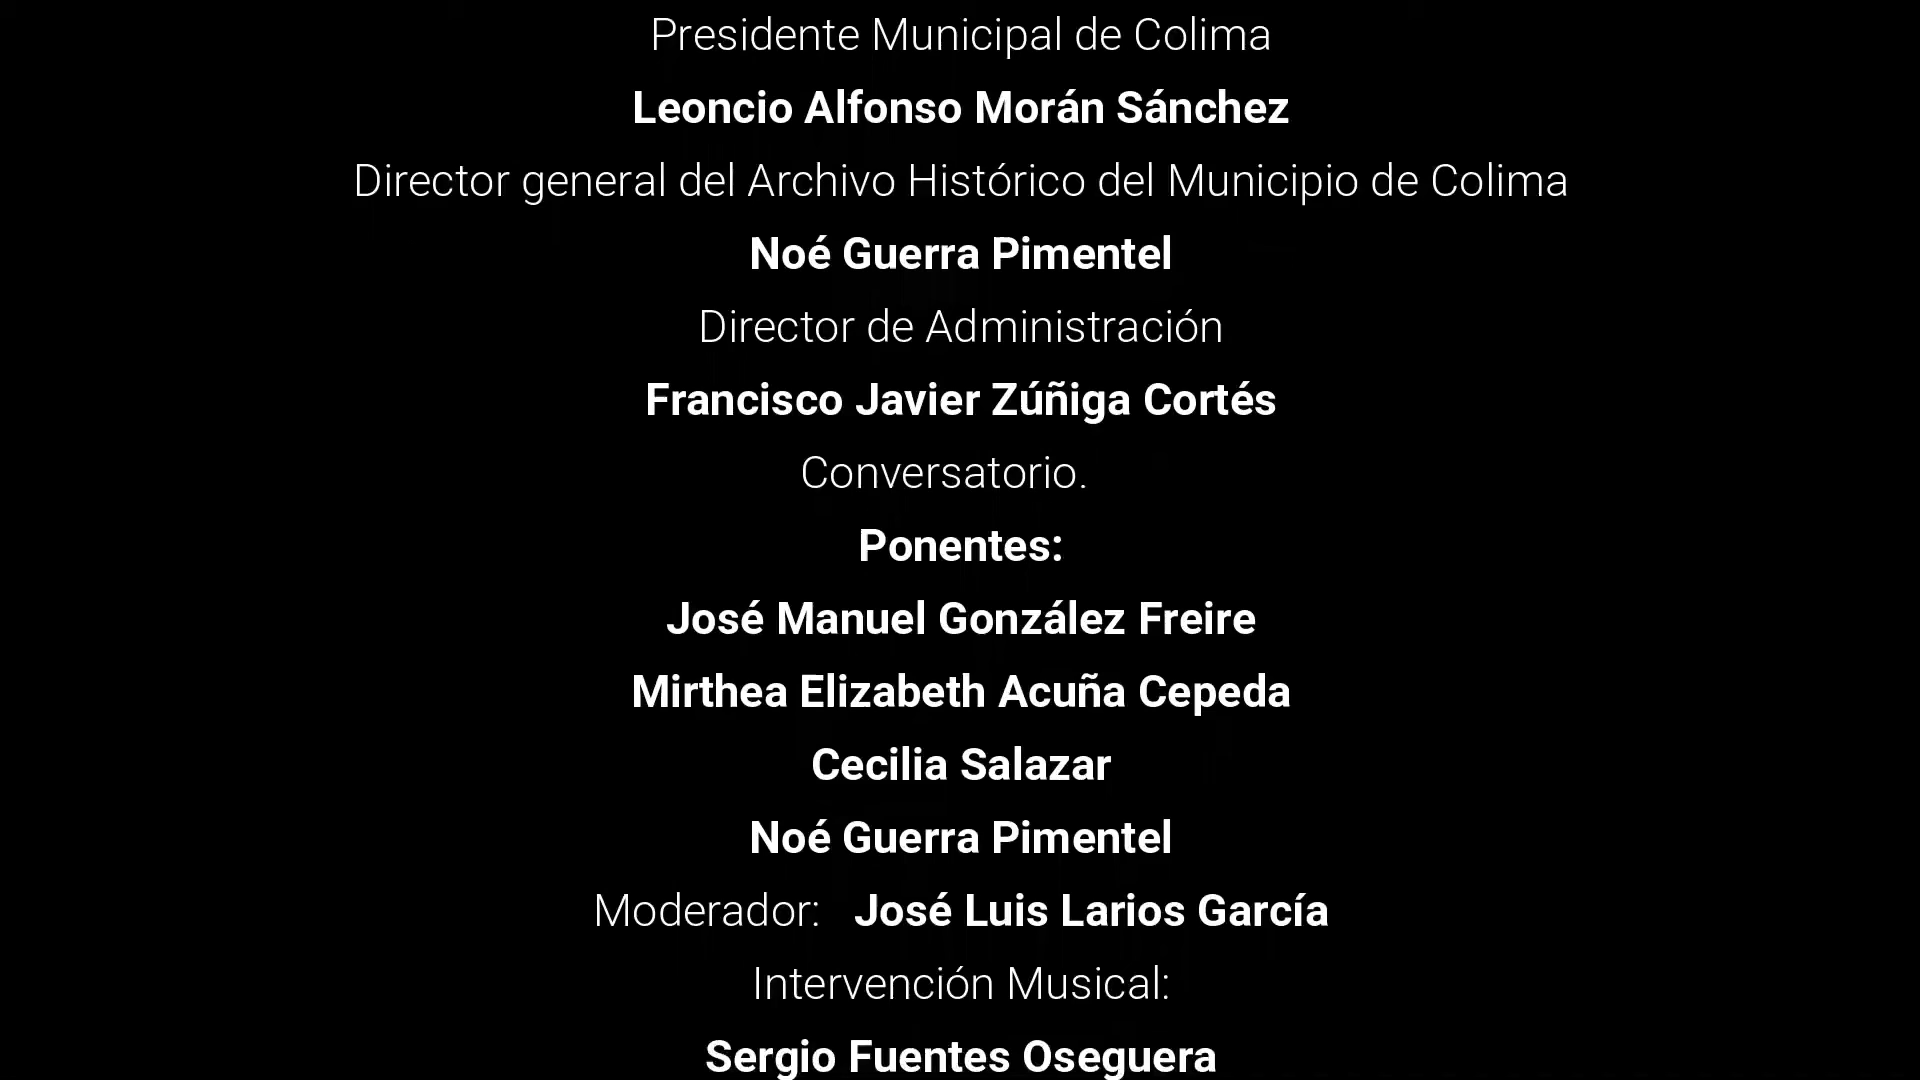 Presidente Municipal de Colima
Leoncio Alfonso Morán Sánchez
Director general del Archivo Histórico del Municipio de Colima
Noé Guerra Pimentel
Director de Administración
Francisco Javier Zúñiga Cortés
Conversatorio.
Ponentes:
José Manuel González Freire
Mirthea Elizabeth Acuña Cepeda
Cecilia Salazar
Noé Guerra Pimentel
Moderador: José Luis Larios García
Intervención Musical:
Sergio Fuentes Oseguera